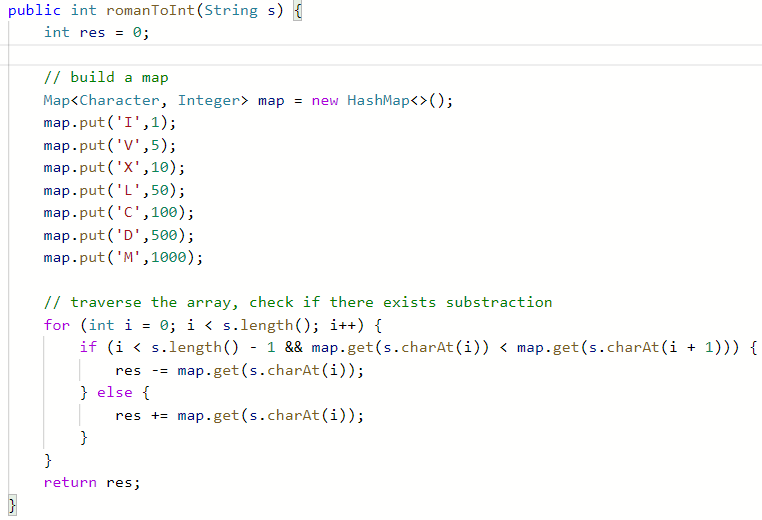 public int romanToInt(String s) {
    int res = 0;

    // build a map
    Map<Character, Integer> map = new HashMap<>();
    map.put('I',1);
    map.put('V',5);
    map.put('X',10);
    map.put('L',50);
    map.put('C',100);
    map.put('D',500);
    map.put('M',1000);

    // traverse the array, check if there exists substraction
    for (int i = 0; i < s.length(); i++) {
        if (i < s.length() - 1 && map.get(s.charAt(i)) < map.get(s.charAt(i + 1))) {
            res -= map.get(s.charAt(i));
        } else {
            res += map.get(s.charAt(i));
        }
    }
    return res;
}